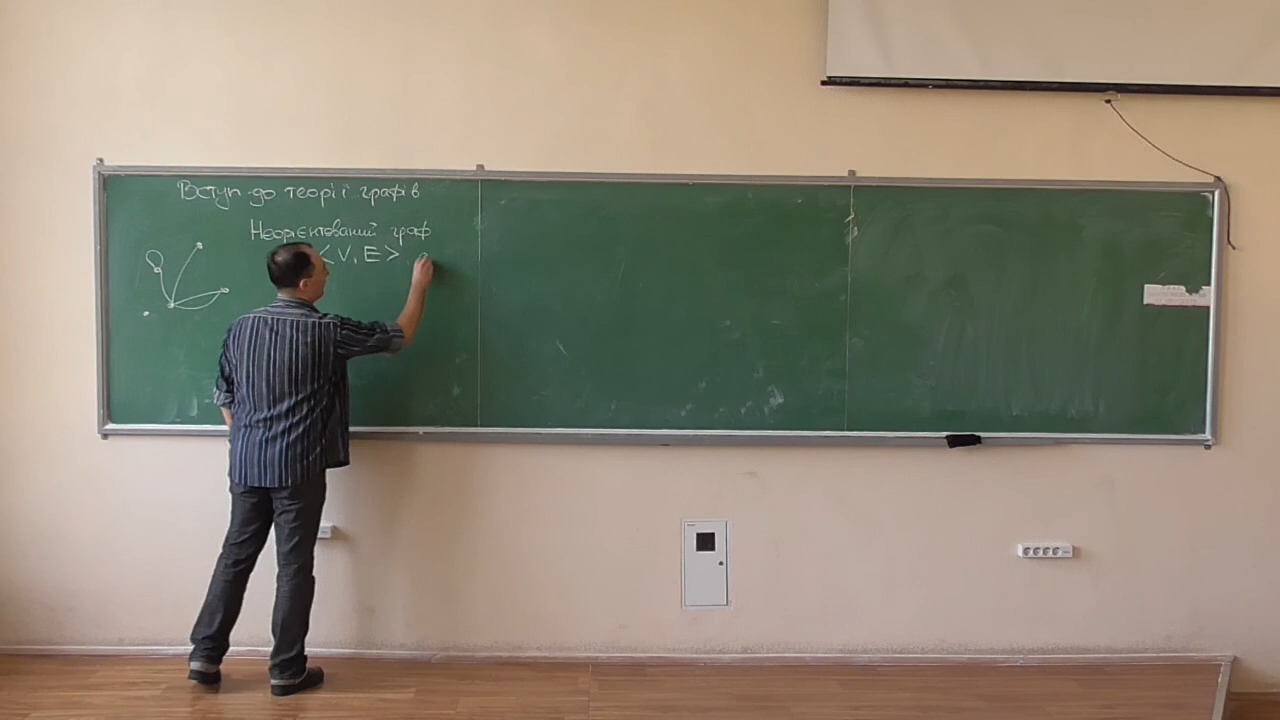 Вступ до теорії графів
Неорієнтований граф
<V, E>